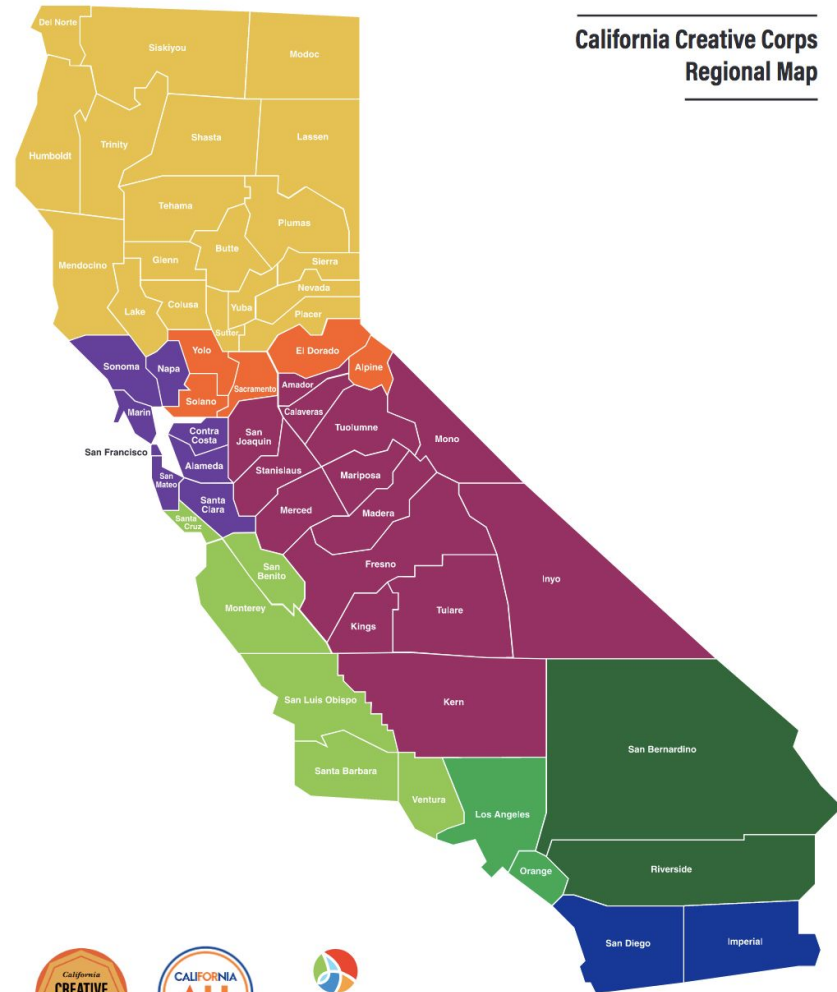 California Creative Corps
Regional Map
Del Norte
Siskiyou
Modoc
Humboldt
Trinity
Shasta
Lassen
Tehama
Plumas
Mendocino
Glenn
Butte
Sierra
Lake
Colusa
Yuba
Nevada
Placer
Sutter
Sonoma
Napa
Yolo
El Dorado
Alpine
Solano
Sacramento
Amador
Marin
Calaveras
Contra
Costa
San
Joaquin
Tuolumne
Mono
San Francisco
Alameda
Stanislaus
Mariposa
San
Mateo
Santa
Clara
Merced
Madera
Santa
Cruz
Fresno
San
Benito
Inyo
Monterey
Kings
Tulare
San Luis Obispo
Kern
San Bernardino
Santa Barbara
Ventura
Los Angeles
Orange
Riverside
San Diego
Imperial
California
CREATIVE
CALIFORNIA